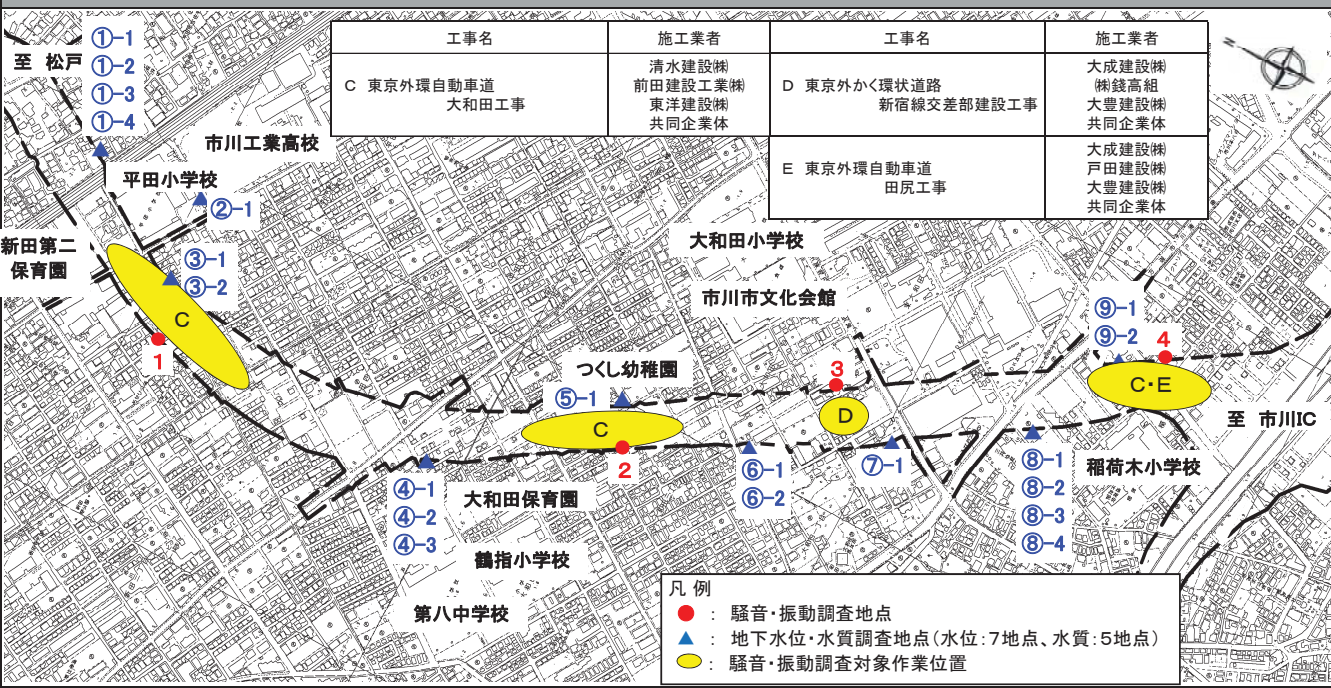 工事名
施工業者
工事名
施工業者
C 東京外環自動車道
大和田工事
清水建設㈱
前田建設工業㈱
東洋建設㈱
共同企業体
D 東京外かく環状道路
新宿線交差部建設工事
大成建設㈱
㈱錢高組
大豊建設㈱
共同企業体
E 東京外環自動車道
田尻工事
大成建設㈱
戸田建設㈱
大豊建設㈱
共同企業体
N
至 松戸
①-1
①-2
①-3
①-4
市川工業高校
平田小学校
②-1
新田第二
保育園
③-1
③-2
C
1
大和田小学校
市川市文化会館
つくし幼稚園
⑤-1
C
2
3
D
⑨-1
⑨-2
4
C・E
至 市川IC
④-1
④-2
④-3
大和田保育園
⑥-1
⑥-2
⑦-1
⑧-1
⑧-2
⑧-3
⑧-4
稲荷木小学校
鶴指小学校
第八中学校
凡 例
： 騒音・振動調査地点
： 地下水位・水質調査地点(水位:7地点、水質:5地点)
： 騒音・振動調査対象作業位置